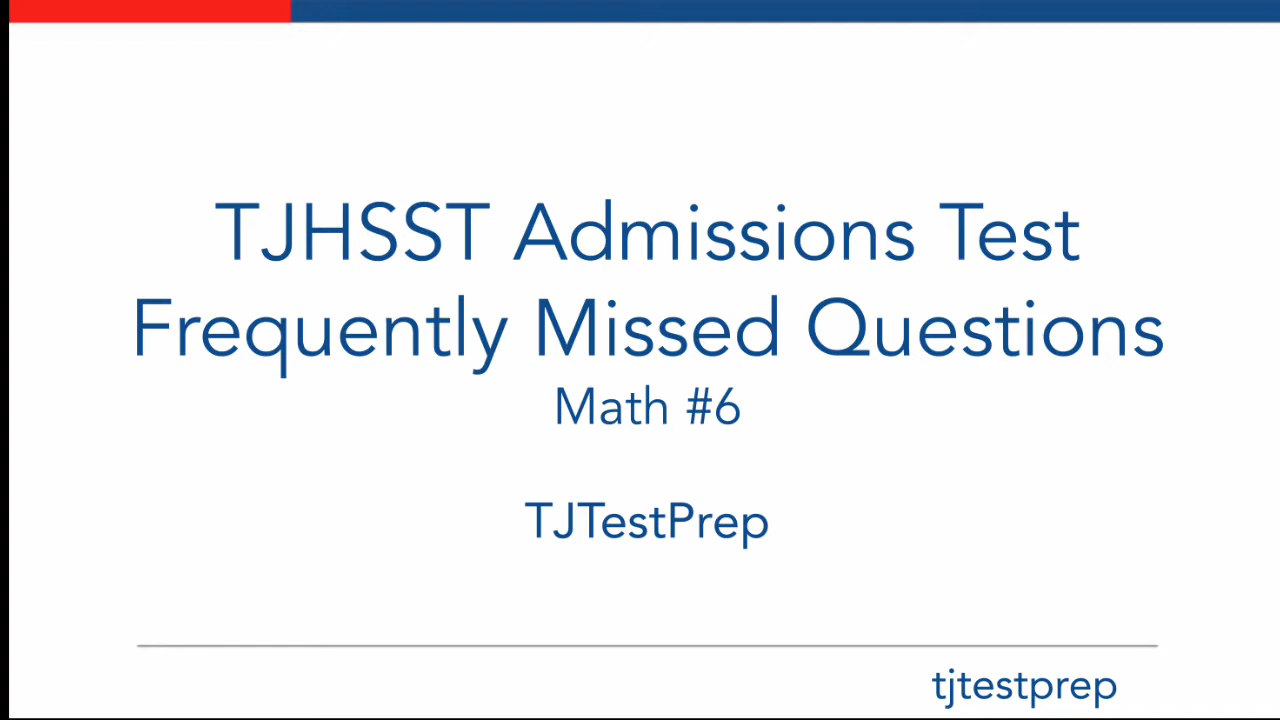 TJHSST Admissions Test
Frequently Missed Questions
Math #6
TJTestPrep
tjtestprep